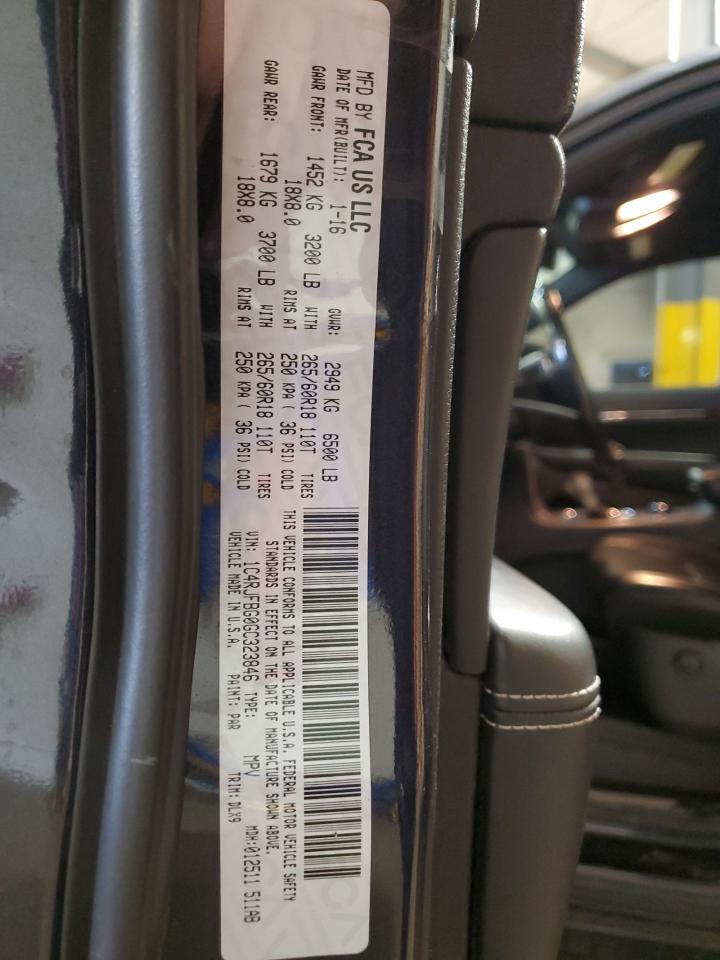 MFD BY FCA US LLC
DATE OF MFR(BUILT): 1-16 GVWR: 2949 KG 6500 LB
GAWR FRONT: 1452 KG 3200 LB WITH 265/60R18 110T TIRES
18X8.0 RIMS AT 250 KPA ( 36 PSI) COLD
GAWR REAR: 1679 KG 3700 LB WITH 265/60R18 110T TIRES
18X8.0 RIMS AT 250 KPA ( 36 PSI) COLD
THIS VEHICLE CONFORMS TO ALL APPLICABLE U.S.A. FEDERAL MOTOR VEHICLE SAFETY
STANDARDS IN EFFECT ON THE DATE OF MANUFACTURE SHOWN ABOVE.
VIN: 1C4RJFBG0GC323846 TYPE: MPV MDH:012511 511AB
VEHICLE MADE IN U.S.A. PAINT: PAR TRIM: DLX9